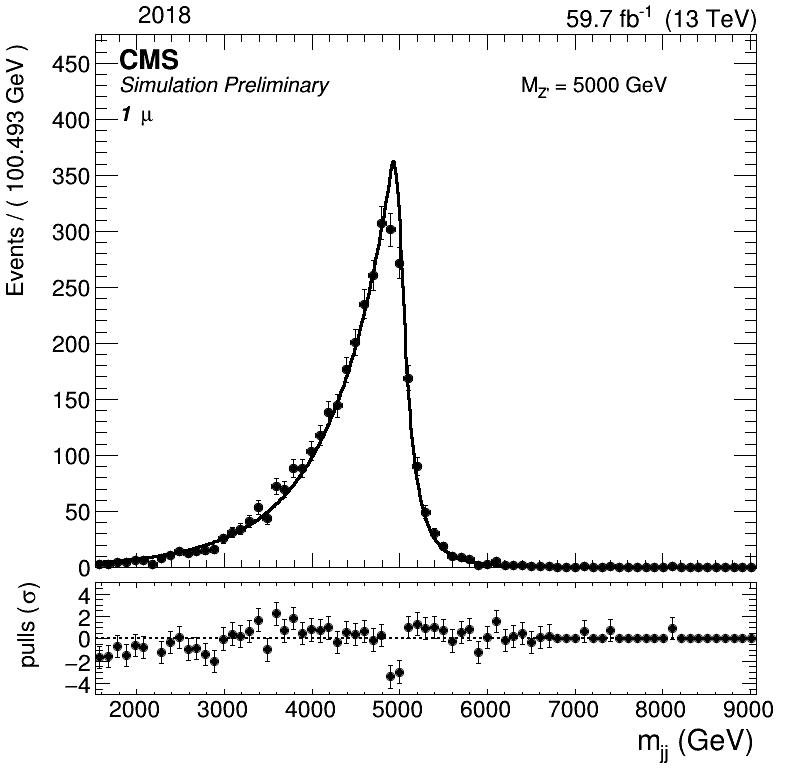 2018 59.7 fb⁻¹ (13 TeV)
CMS
Simulation Preliminary
M_Z' = 5000 GeV
1 μ
Events / ( 100.493 GeV )
450
400
350
300
250
200
150
100
50
0
pulls (σ)
4
2
0
−2
−4
2000 3000 4000 5000 6000 7000 8000 9000
m_jj (GeV)